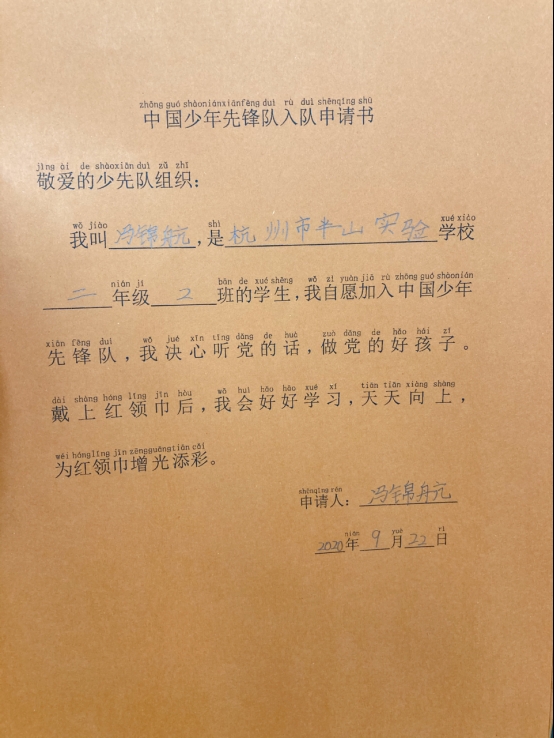 zhōng guó shàoniánxiānfēng duì rù duì shēnqǐng shū
中国少年先锋队入队申请书
jìng ài de shàoxiān duì zǔ zhī
敬爱的少先队组织：
wǒ jiào shì xué xiào
我叫冯锦航，是杭州市半山实验学校
nián jí bān de xué shēng wǒ zì yuàn jiā rù zhōng guó shàonián
二年级2班的学生，我自愿加入中国少年
xiān fēng duì wǒ jué xīn tīng dǎng de huà zuò dǎng de hǎo hái zǐ
先锋队，我决心听党的话，做党的好孩子。
dài shàng hóng lǐng jīn hòu wǒ huì hǎo hǎo xué xí tiān tiān xiàng shàng
戴上红领巾后，我会好好学习，天天向上，
wèi hónglǐng jīn zēngguāngtiān cǎi
为红领巾增光添彩。
shēnqǐng rén
申请人：冯锦航
nián yuè rì
2020年9月22日